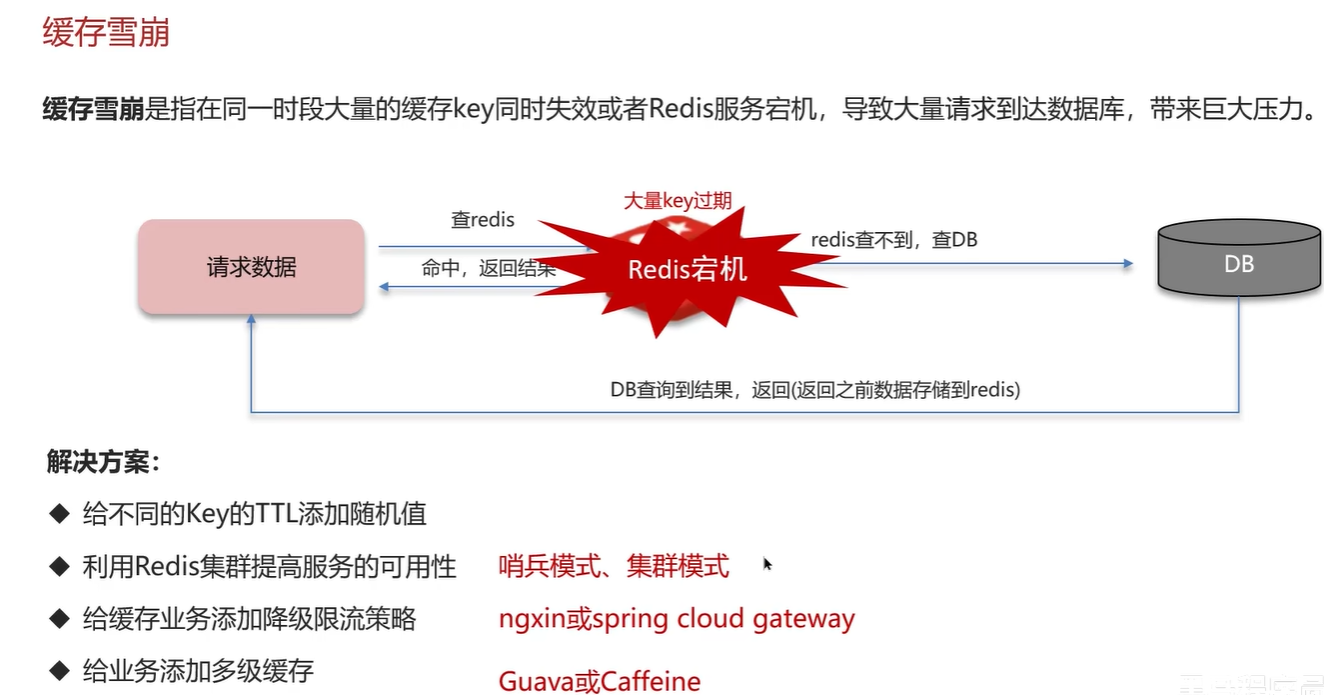 缓存雪崩
缓存雪崩是指在同一时段大量的缓存key同时失效或者Redis服务宕机，导致大量请求到达数据库，带来巨大压力。
大量key过期
查redis
redis查不到，查DB
请求数据
命中，返回结果
Redis宕机
DB
DB查询到结果，返回(返回之前数据存储到redis)
解决方案：
◆ 给不同的Key的TTL添加随机值
◆ 利用Redis集群提高服务的可用性 哨兵模式、集群模式
◆ 给缓存业务添加降级限流策略 ngxin或spring cloud gateway
◆ 给业务添加多级缓存 Guava或Caffeine